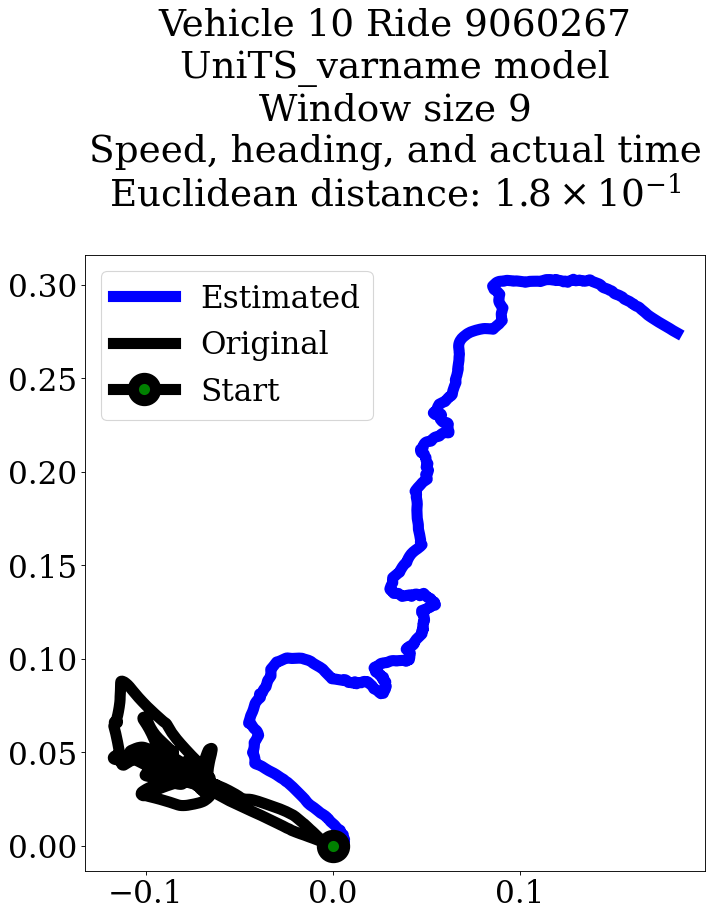 Vehicle 10 Ride 9060267
UniTS_varname model
Window size 9
Speed, heading, and actual time
Euclidean distance: 1.8 × 10⁻¹
Estimated
Original
Start
0.30
0.25
0.20
0.15
0.10
0.05
0.00
−0.1
0.0
0.1